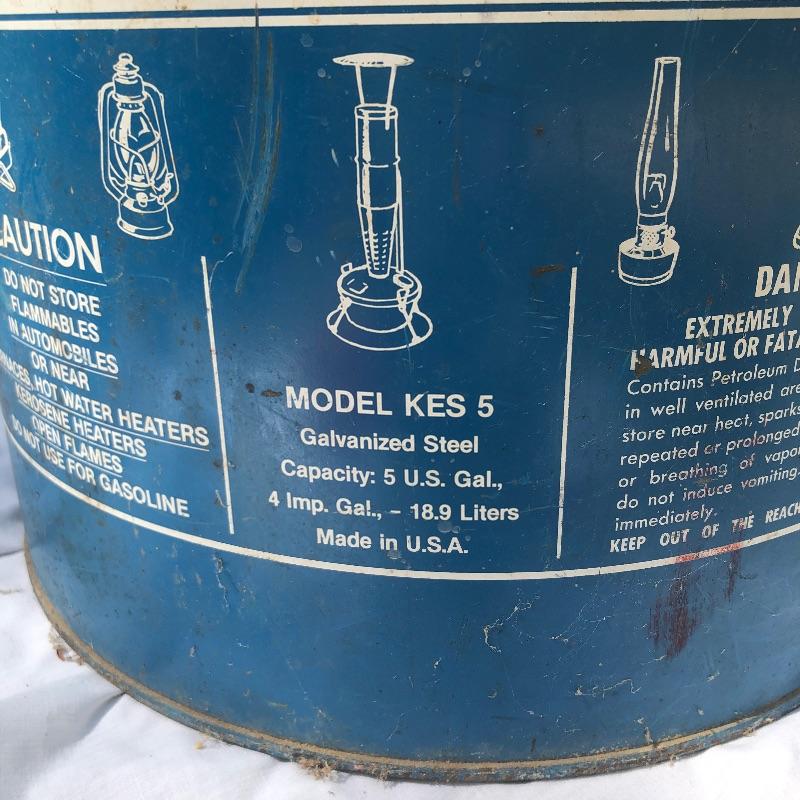 CAUTION
DO NOT STORE
FLAMMABLES
IN AUTOMOBILES
OR NEAR
HOT WATER HEATERS
KEROSENE HEATERS
OPEN FLAMES
DO NOT USE FOR GASOLINE
MODEL KES 5
Galvanized Steel
Capacity: 5 U.S. Gal.,
4 Imp. Gal., – 18.9 Liters
Made in U.S.A.
EXTREMELY
HARMFUL OR
Contains Petroleum
in well ventilated
store near heat, sparks
repeated or prolonged
or breathing of vapor
do not induce vomiting.
immediately.
KEEP OUT OF THE REACH